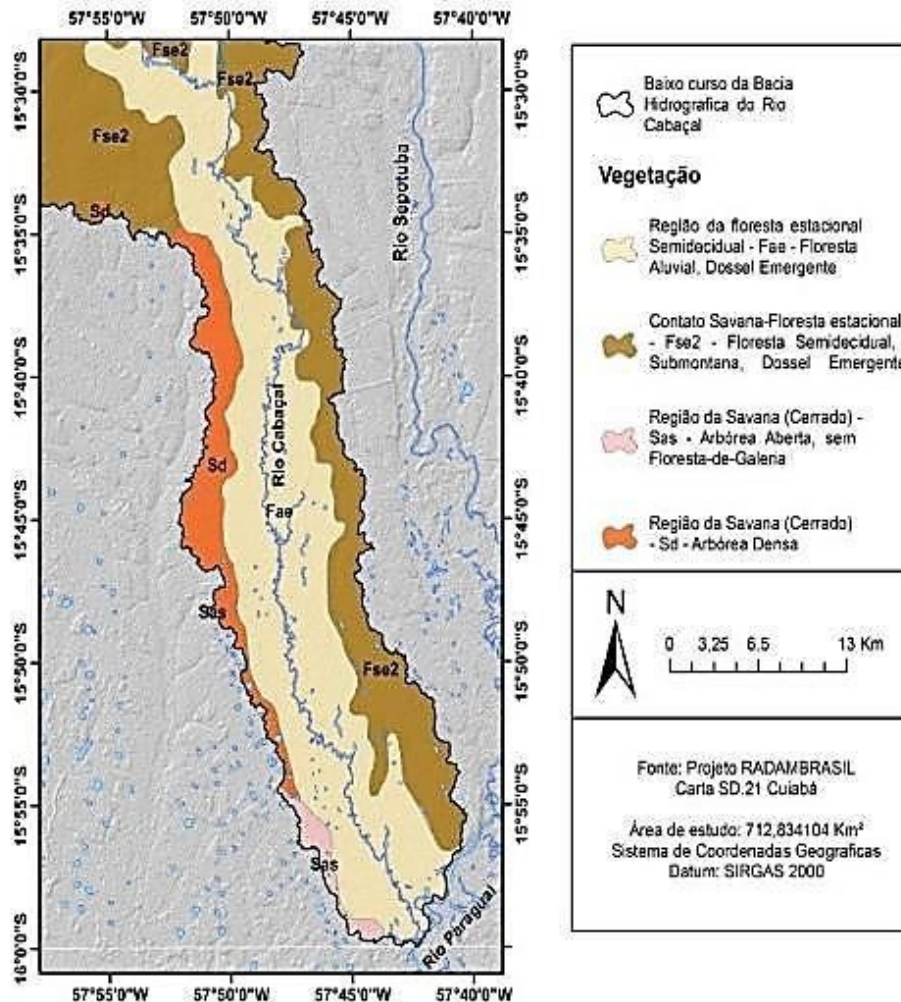 57°55'0"W 57°50'0"W 57°45'0"W 57°40'0"W
15°30'0"S
15°35'0"S
15°40'0"S
15°45'0"S
15°50'0"S
15°55'0"S
16°0'0"S
15°30'0"S
15°35'0"S
15°40'0"S
15°45'0"S
15°50'0"S
15°55'0"S
Fse2
Fse2
Fse2
Sd
Rio Sepotuba
Rio Cabaçal
Sd
Fae
Sas
Fse2
Sas
Rio Paraguai
57°55'0"W 57°50'0"W 57°45'0"W 57°40'0"W
Baixo curso da Bacia
Hidrografica do Rio
Cabaçal
Vegetação
Região da floresta estacional
Semidecidual - Fae - Floresta
Aluvial, Dossel Emergente
Contato Savana-Floresta estacional
- Fse2 - Floresta Semidecidual,
Submontana, Dossel Emergente
Região da Savana (Cerrado) -
Sas - Arbórea Aberta, sem
Floresta-de-Galeria
Região da Savana (Cerrado)
- Sd - Arbórea Densa
N
0 3,25 6,5 13 Km
Fonte: Projeto RADAMBRASIL
Carta SD.21 Cuiabá
Área de estudo: 712,834104 Km²
Sistema de Coordenadas Geograficas
Datum: SIRGAS 2000